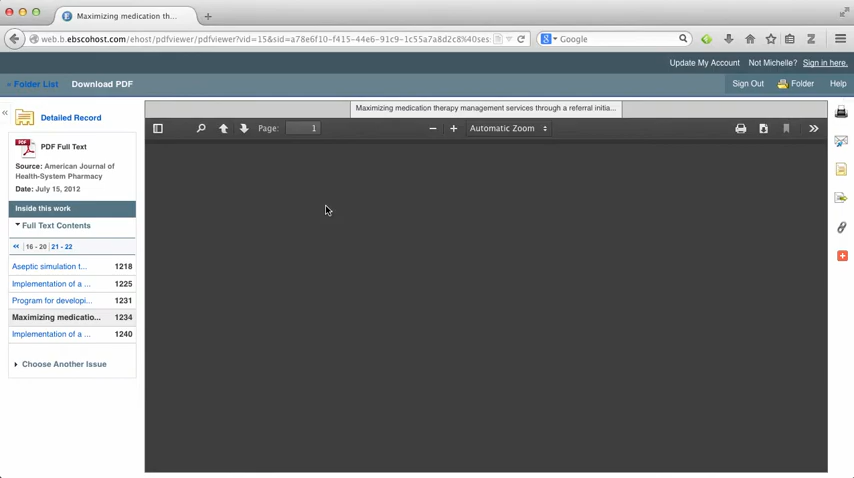 Maximizing medication th...
web.b.ebscohost.com/ehost/pdfviewer/pdfviewer?vid=15&sid=a78e6f10-f415-44e6-91c9-1c55a7a8d2c8%40ses:
Google
Update My Account Not Michelle? Sign in here.
« Folder List Download PDF
Sign Out Folder Help
Detailed Record
Maximizing medication therapy management services through a referral initia...
Page: 1
Automatic Zoom
PDF
PDF Full Text
Source: American Journal of
Health-System Pharmacy
Date: July 15, 2012
Inside this work
Full Text Contents
16 - 20 21 - 22
Aseptic simulation t... 1218
Implementation of a ... 1225
Program for developi... 1231
Maximizing medicatio... 1234
Implementation of a ... 1240
Choose Another Issue